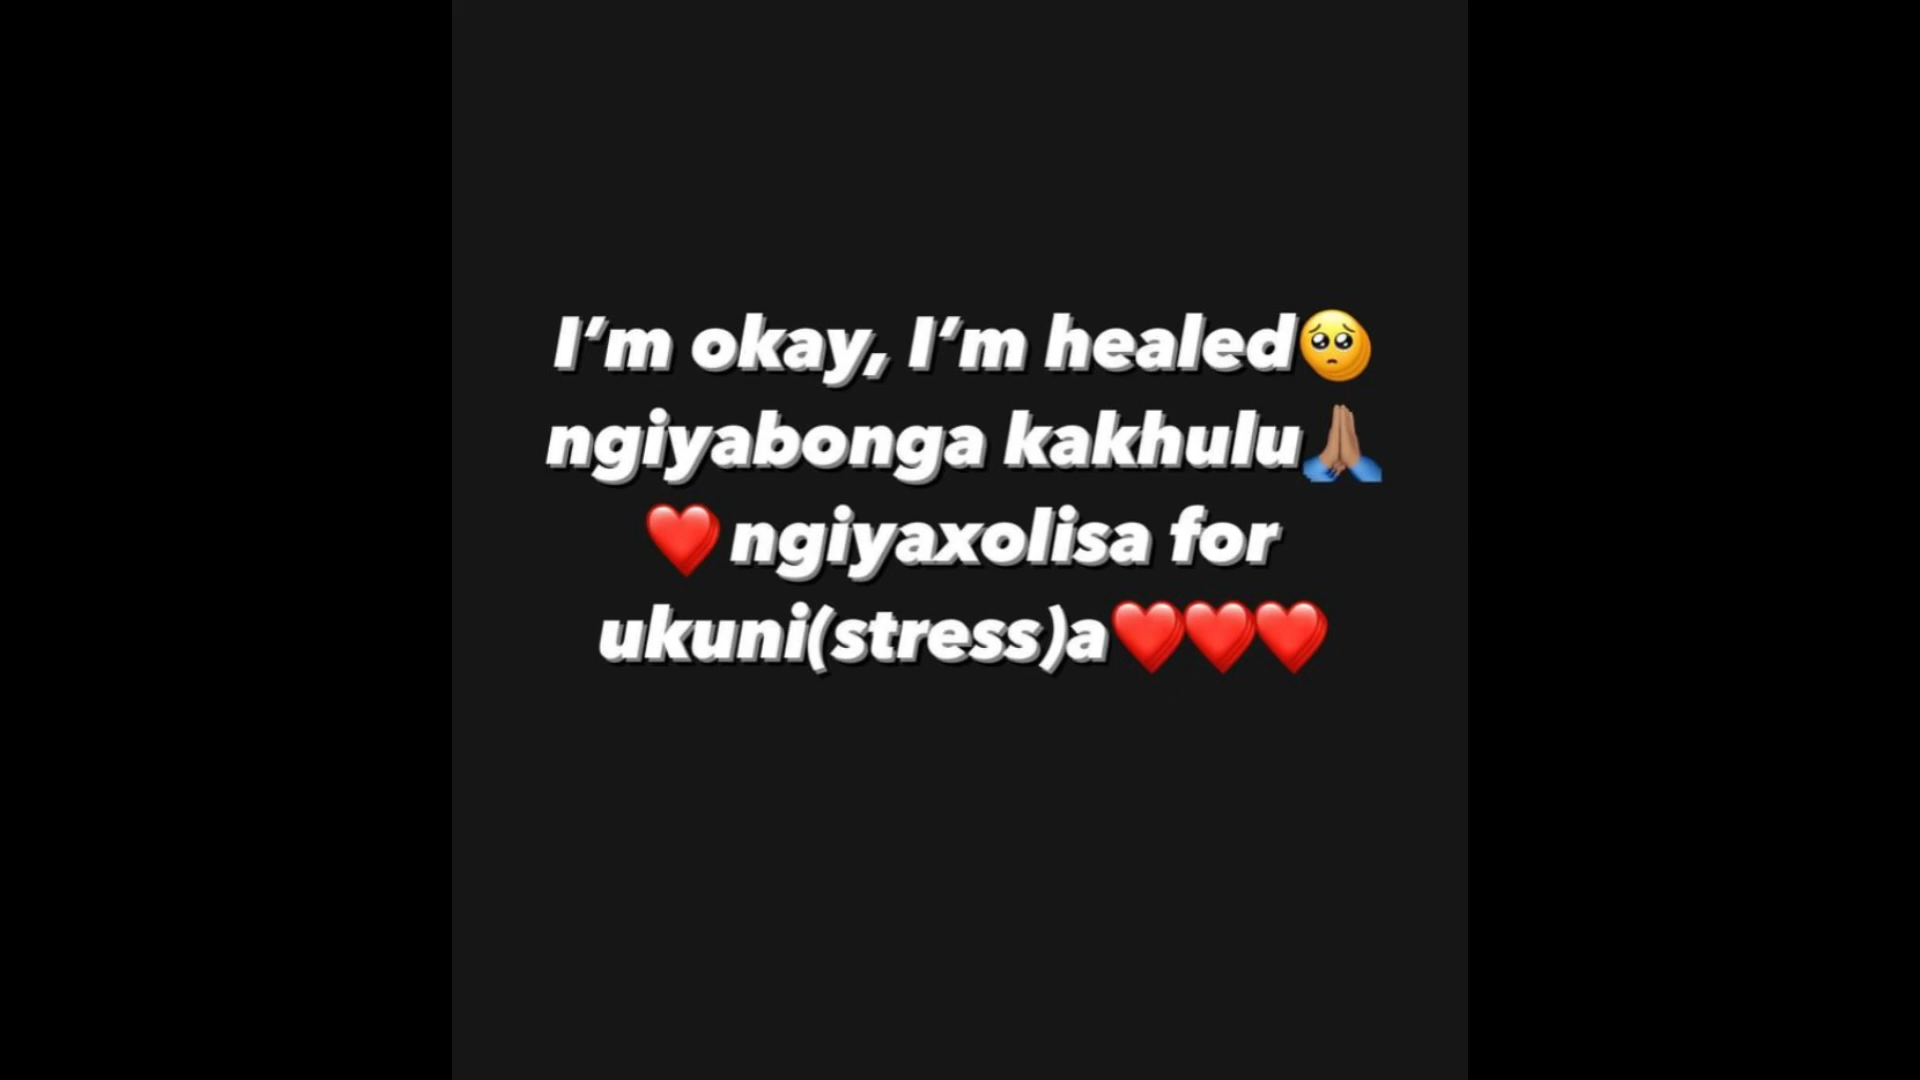 I’m okay, I’m healed🥺
ngiyabonga kakhulu🙏🏽
❤️ ngiyaxolisa for
ukuni(stress)a❤️❤️❤️